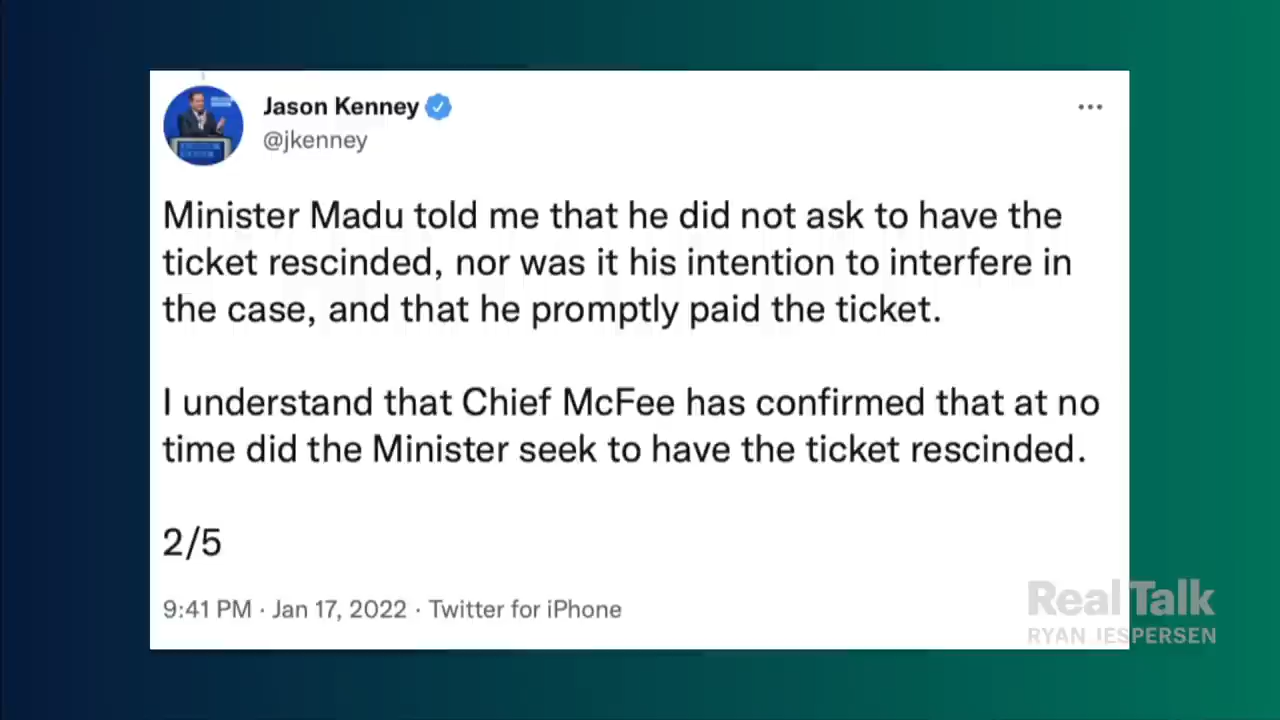 Jason Kenney
@jkenney
Minister Madu told me that he did not ask to have the
ticket rescinded, nor was it his intention to interfere in
the case, and that he promptly paid the ticket.
I understand that Chief McFee has confirmed that at no
time did the Minister seek to have the ticket rescinded.
2/5
9:41 PM · Jan 17, 2022 · Twitter for iPhone
Real Talk
RYAN JESPERSEN